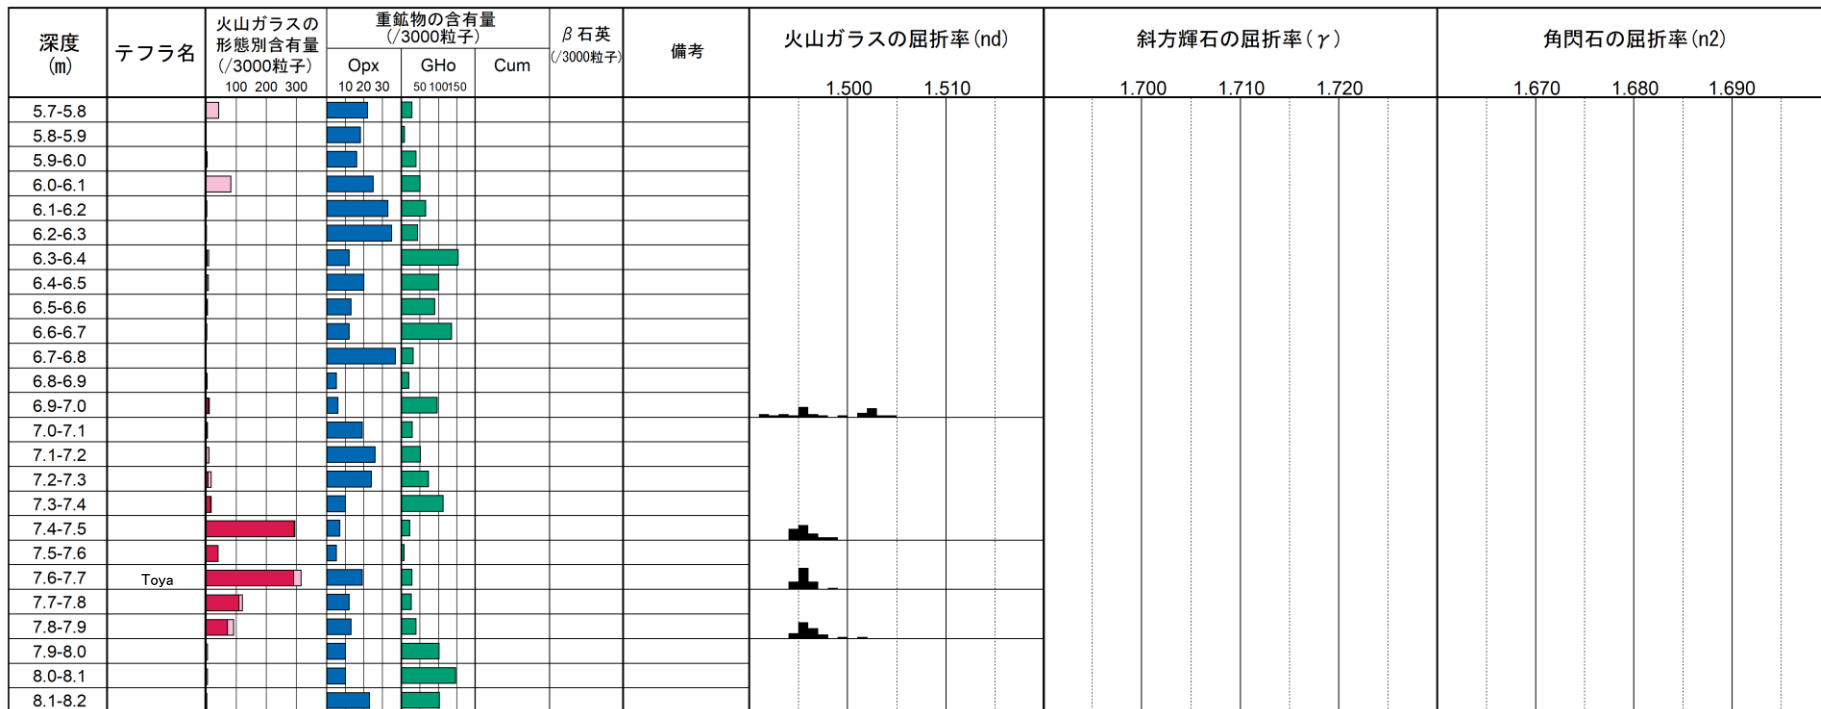 深度
(m)
テフラ名
火山ガラスの
形態別含有量
(/3000粒子)
100 200 300
重鉱物の含有量
(/3000粒子)
Opx
10 20 30
GHo
50 100 150
Cum
β石英
(/3000粒子)
備考
火山ガラスの屈折率(nd)
1.500 1.510
斜方輝石の屈折率(γ)
1.700 1.710 1.720
角閃石の屈折率(n2)
1.670 1.680 1.690
5.7-5.8
5.8-5.9
5.9-6.0
6.0-6.1
6.1-6.2
6.2-6.3
6.3-6.4
6.4-6.5
6.5-6.6
6.6-6.7
6.7-6.8
6.8-6.9
6.9-7.0
7.0-7.1
7.1-7.2
7.2-7.3
7.3-7.4
7.4-7.5
7.5-7.6
7.6-7.7 Toya
7.7-7.8
7.8-7.9
7.9-8.0
8.0-8.1
8.1-8.2